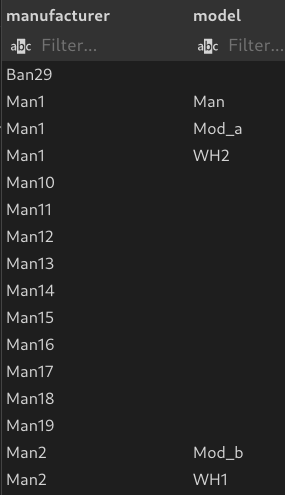 manufacturer model
abc Filter... abc Filter...
Ban29
Man1 Man
Man1 Mod_a
Man1 WH2
Man10
Man11
Man12
Man13
Man14
Man15
Man16
Man17
Man18
Man19
Man2 Mod_b
Man2 WH1